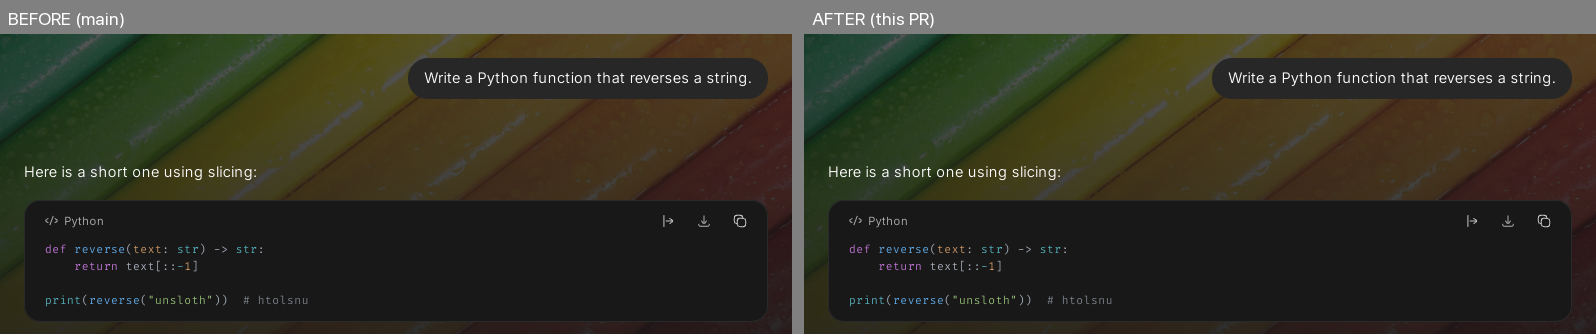 BEFORE (main)
Write a Python function that reverses a string.
Here is a short one using slicing:
</> Python
def reverse(text: str) -> str:
    return text[::-1]
print(reverse("unsloth"))  # htolsnu
AFTER (this PR)
Write a Python function that reverses a string.
Here is a short one using slicing:
</> Python
def reverse(text: str) -> str:
    return text[::-1]
print(reverse("unsloth"))  # htolsnu